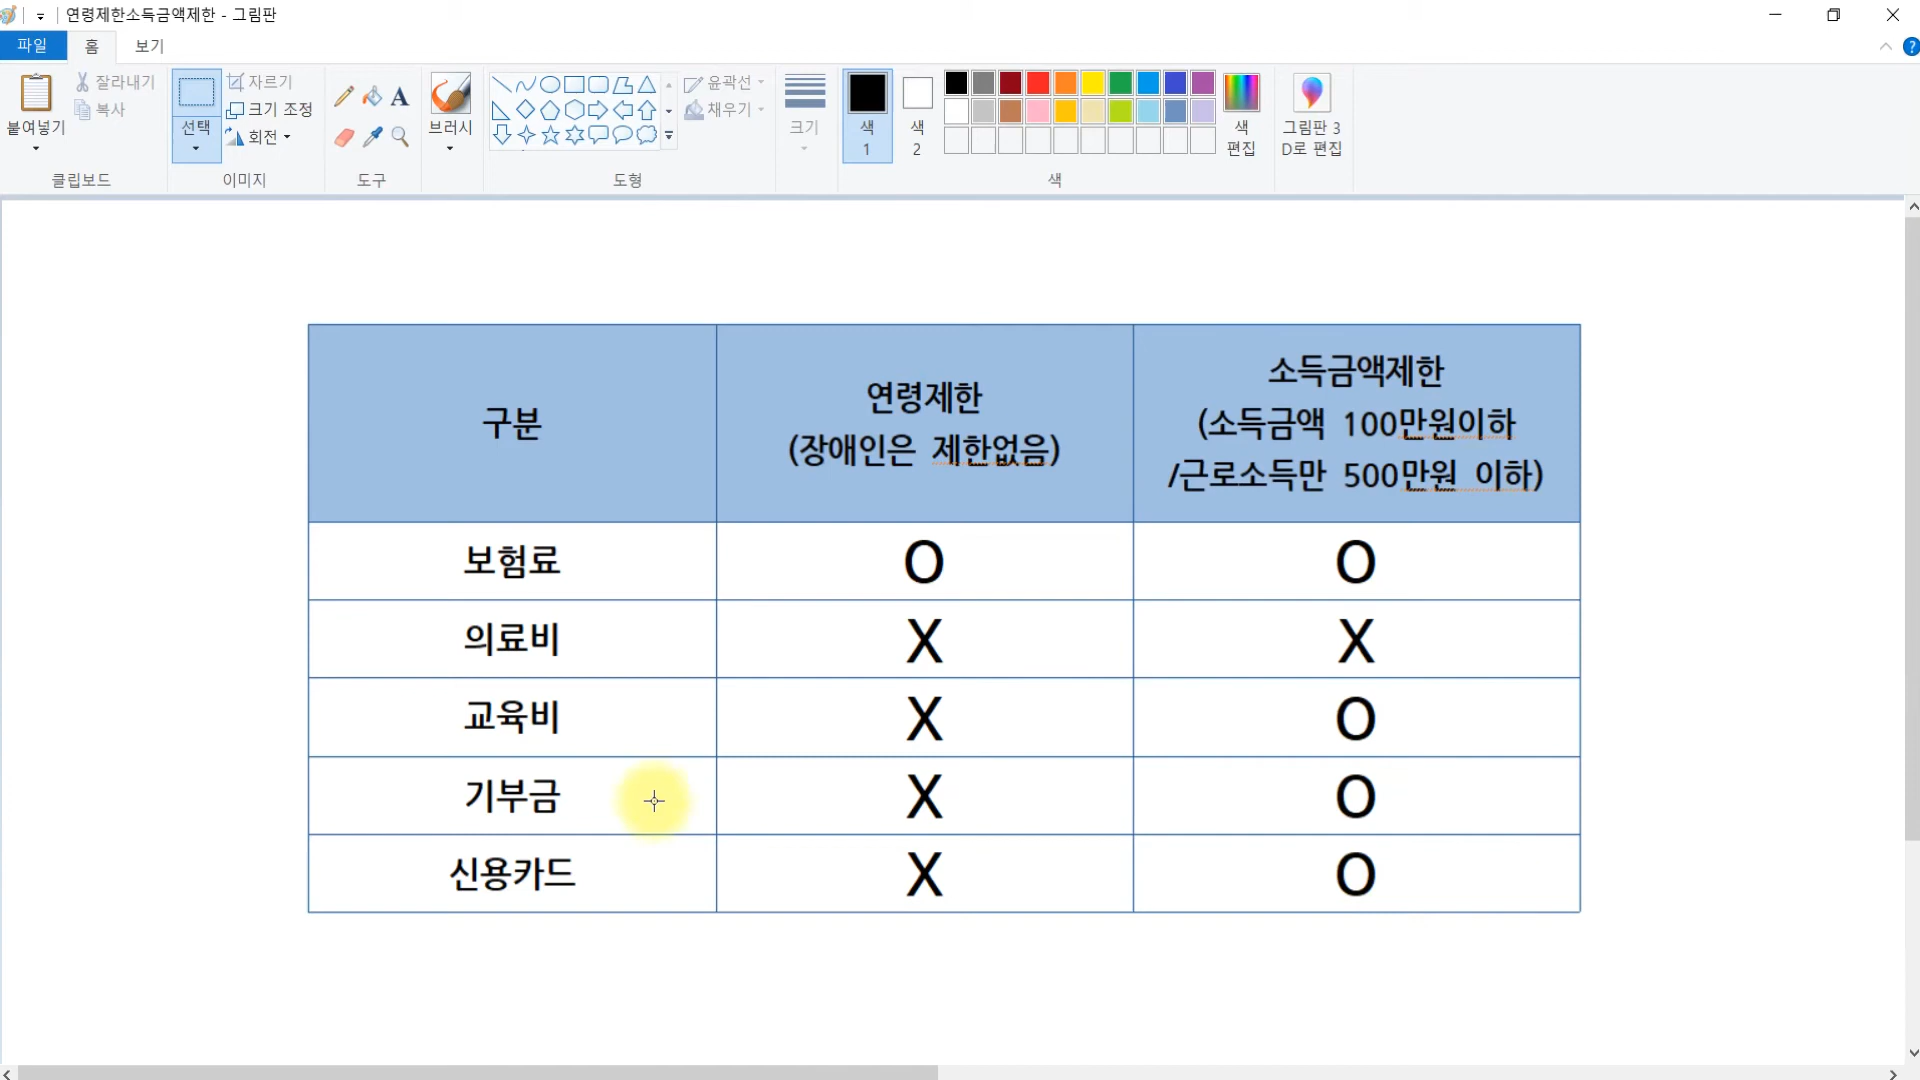 연령제한소득금액제한 - 그림판
파일 홈 보기
붙여넣기
잘라내기
복사
클립보드
선택
자르기
크기 조정
회전
이미지
A
도구
브러시
윤곽선
채우기
도형
크기
색 1
색 2
색 편집
그림판 3D로 편집
색
구분
연령제한
(장애인은 제한없음)
소득금액제한
(소득금액 100만원이하
/근로소득만 500만원 이하)
보험료 O O
의료비 X X
교육비 X O
기부금 X O
신용카드 X O